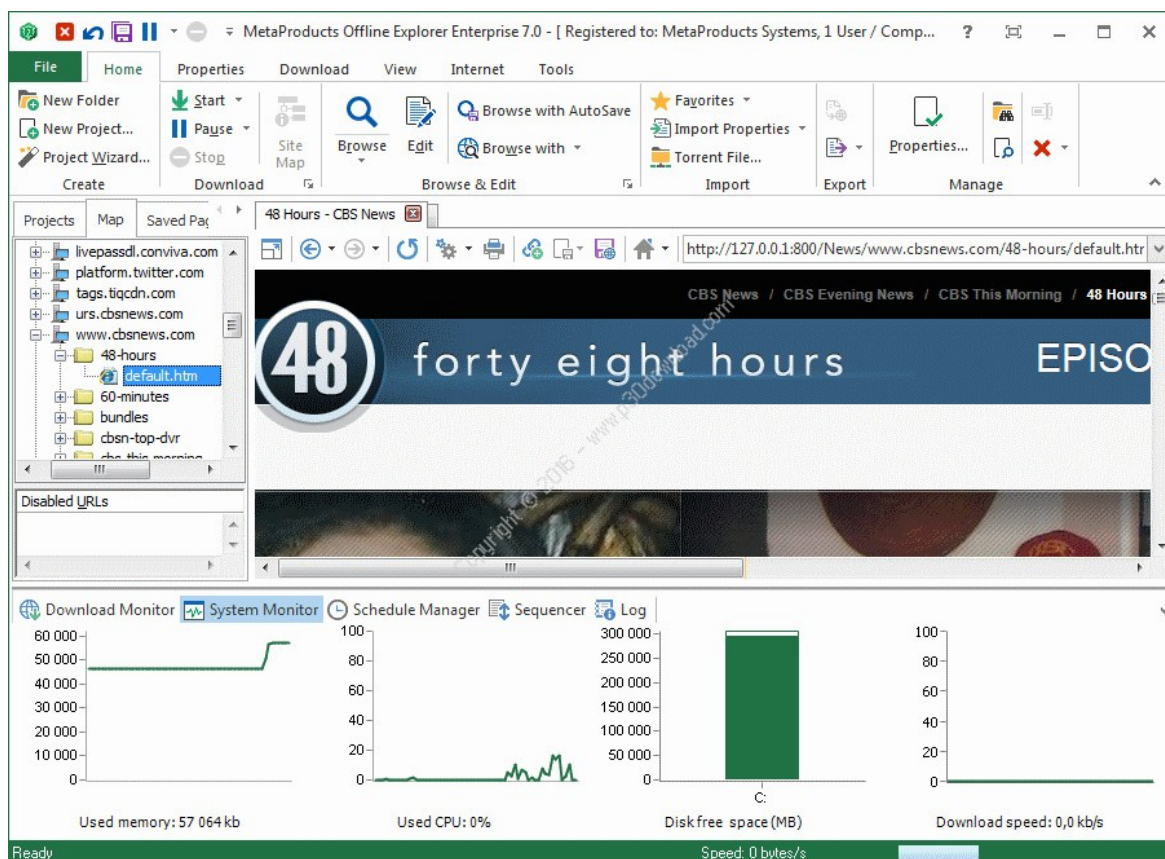 MetaProducts Offline Explorer Enterprise 7.0 - [ Registered to: MetaProducts Systems, 1 User / Comp... ?
File Home Properties Download View Internet Tools
New Folder Start Browse with AutoSave Favorites
New Project... Pause Site Map Browse Edit Import Properties Properties...
Project Wizard... Stop Browse with Torrent File...
Create Download Browse & Edit Import Export Manage
Projects Map Saved Pag 48 Hours - CBS News
http://127.0.0.1:800/News/www.cbsnews.com/48-hours/default.htr
livepassdl.conviva.com
platform.twitter.com
tags.tiqcdn.com
urs.cbsnews.com
www.cbsnews.com
48-hours
default.htm
60-minutes
bundles
cbsn-top-dvr
cbs-this-morning
Disabled URLs
CBS News / CBS Evening News / CBS This Morning / 48 Hours
48 forty eight hours EPISO
Copyright © 2016 - www.p30download.com
Download Monitor System Monitor Schedule Manager Sequencer Log
60 000
50 000
40 000
30 000
20 000
10 000
0
Used memory: 57 064 kb
100
80
60
40
20
0
Used CPU: 0%
300 000
250 000
200 000
150 000
100 000
50 000
0
C:
Disk free space (MB)
100
80
60
40
20
0
Download speed: 0,0 kb/s
Ready Speed: 0 bytes/s